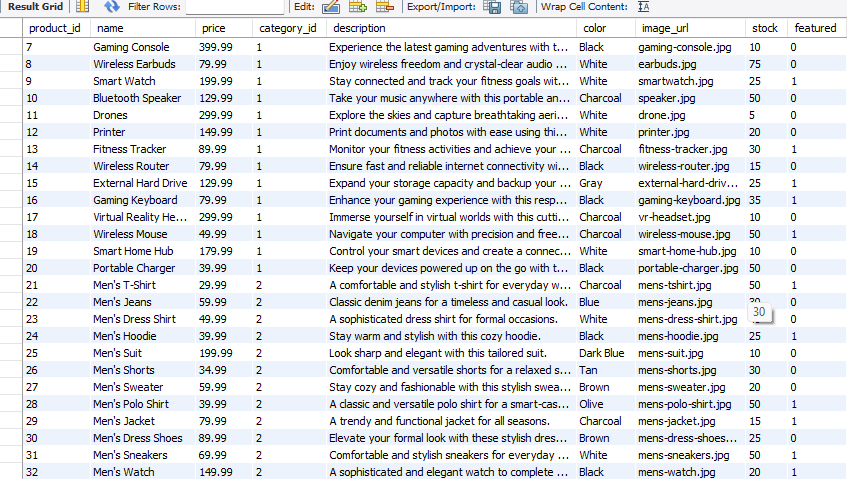 Result Grid Filter Rows: Edit: Export/Import: Wrap Cell Content: IA
product_id name price category_id description color image_url stock featured
7 Gaming Console 399.99 1 Experience the latest gaming adventures with t... Black gaming-console.jpg 10 0
8 Wireless Earbuds 79.99 1 Enjoy wireless freedom and crystal-clear audio ... White earbuds.jpg 75 0
9 Smart Watch 199.99 1 Stay connected and track your fitness goals wit... White smartwatch.jpg 25 1
10 Bluetooth Speaker 129.99 1 Take your music anywhere with this portable an... Charcoal speaker.jpg 50 0
11 Drones 299.99 1 Explore the skies and capture breathtaking aeri... White drone.jpg 5 0
12 Printer 149.99 1 Print documents and photos with ease using thi... White printer.jpg 20 0
13 Fitness Tracker 89.99 1 Monitor your fitness activities and achieve your ... Charcoal fitness-tracker.jpg 30 1
14 Wireless Router 79.99 1 Ensure fast and reliable internet connectivity wi... Black wireless-router.jpg 15 0
15 External Hard Drive 129.99 1 Expand your storage capacity and backup your ... Gray external-hard-driv... 25 1
16 Gaming Keyboard 79.99 1 Enhance your gaming experience with this resp... Black gaming-keyboard.jpg 35 1
17 Virtual Reality He... 299.99 1 Immerse yourself in virtual worlds with this cutti... Charcoal vr-headset.jpg 10 0
18 Wireless Mouse 49.99 1 Navigate your computer with precision and free... Charcoal wireless-mouse.jpg 50 1
19 Smart Home Hub 179.99 1 Control your smart devices and create a connec... White smart-home-hub.jpg 10 0
20 Portable Charger 39.99 1 Keep your devices powered up on the go with t... Black portable-charger.jpg 50 0
21 Men's T-Shirt 29.99 2 A comfortable and stylish t-shirt for everyday w... Charcoal mens-tshirt.jpg 50 1
22 Men's Jeans 59.99 2 Classic denim jeans for a timeless and casual look. Blue mens-jeans.jpg 30 0
23 Men's Dress Shirt 49.99 2 A sophisticated dress shirt for formal occasions. White mens-dress-shirt.jpg 30 0
24 Men's Hoodie 39.99 2 Stay warm and stylish with this cozy hoodie. Black mens-hoodie.jpg 25 1
25 Men's Suit 199.99 2 Look sharp and elegant with this tailored suit. Dark Blue mens-suit.jpg 10 0
26 Men's Shorts 34.99 2 Comfortable and versatile shorts for a relaxed s... Tan mens-shorts.jpg 30 0
27 Men's Sweater 59.99 2 Stay cozy and fashionable with this stylish swea... Brown mens-sweater.jpg 20 0
28 Men's Polo Shirt 39.99 2 A classic and versatile polo shirt for a smart-cas... Olive mens-polo-shirt.jpg 50 1
29 Men's Jacket 79.99 2 A trendy and functional jacket for all seasons. Charcoal mens-jacket.jpg 15 1
30 Men's Dress Shoes 89.99 2 Elevate your formal look with these stylish dres... Brown mens-dress-shoes... 25 0
31 Men's Sneakers 69.99 2 Comfortable and stylish sneakers for everyday ... White mens-sneakers.jpg 50 1
32 Men's Watch 149.99 2 A sophisticated and elegant watch to complete ... Black mens-watch.jpg 20 1